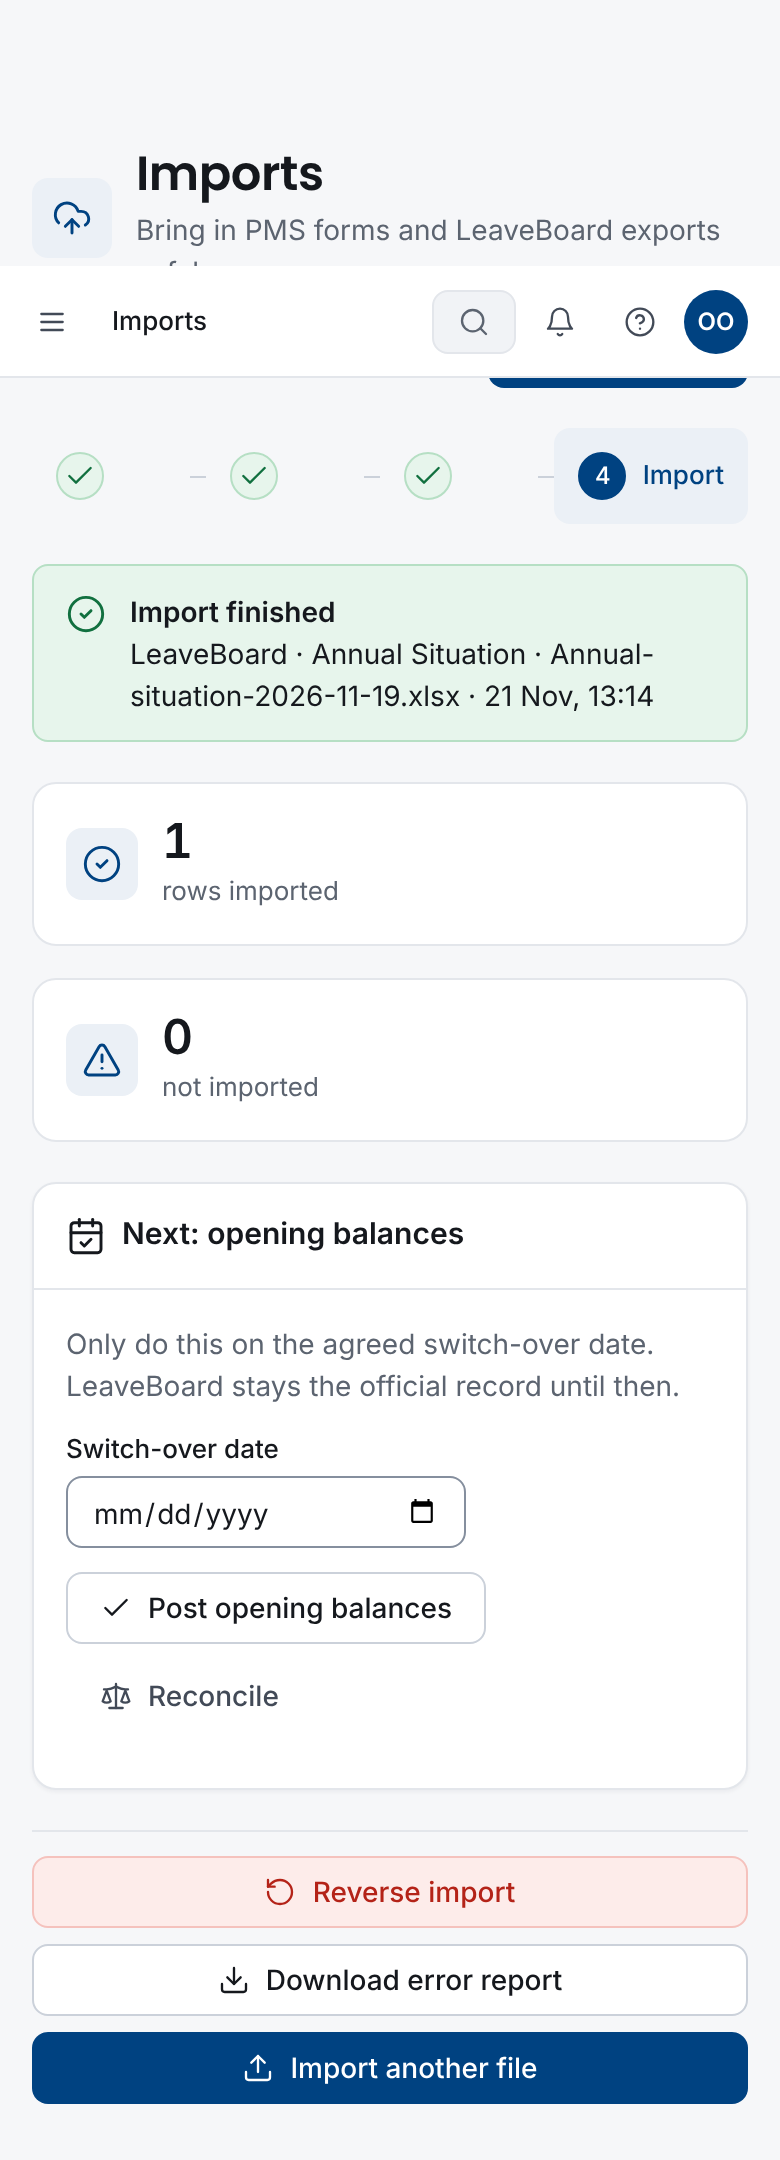 Imports
Bring in PMS forms and LeaveBoard exports
Imports
OO
4 Import
Import finished
LeaveBoard · Annual Situation · Annual-
situation-2026-11-19.xlsx · 21 Nov, 13:14
1
rows imported
0
not imported
Next: opening balances
Only do this on the agreed switch-over date.
LeaveBoard stays the official record until then.
Switch-over date
mm/dd/yyyy
Post opening balances
Reconcile
Reverse import
Download error report
Import another file